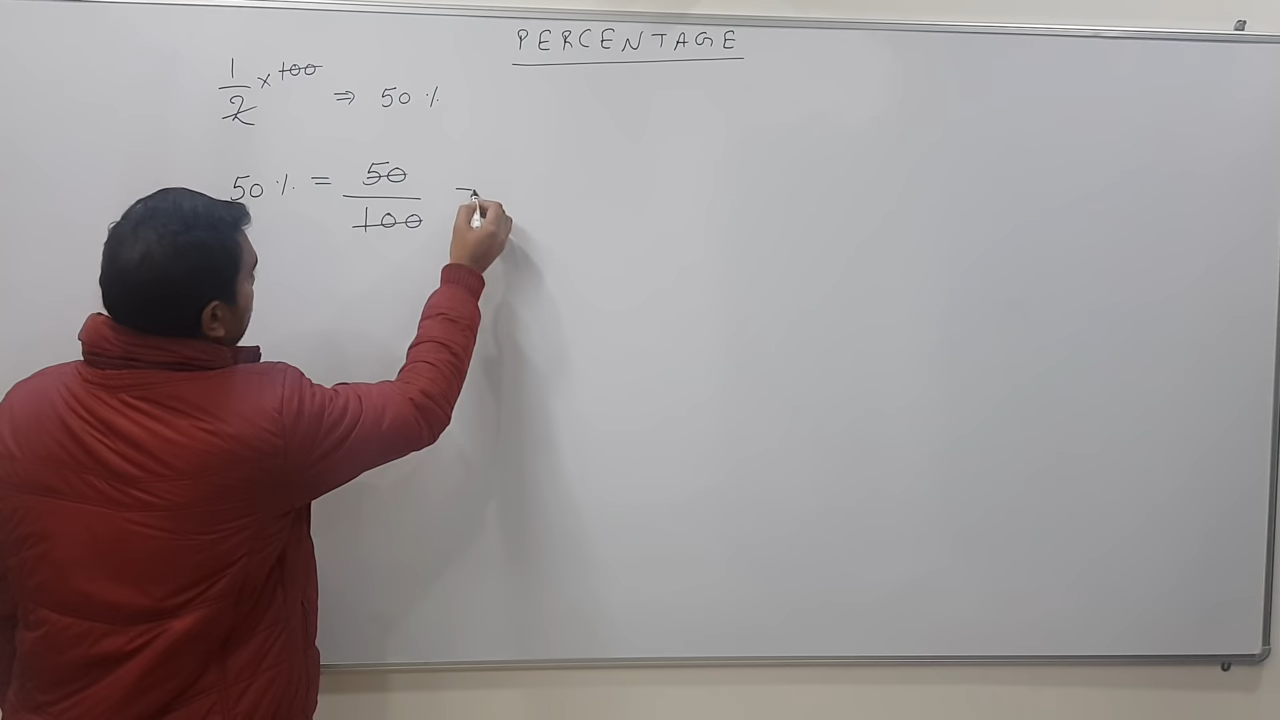 PERCENTAGE
1/2 × 100 ⇒ 50 %
50 % = 50/100